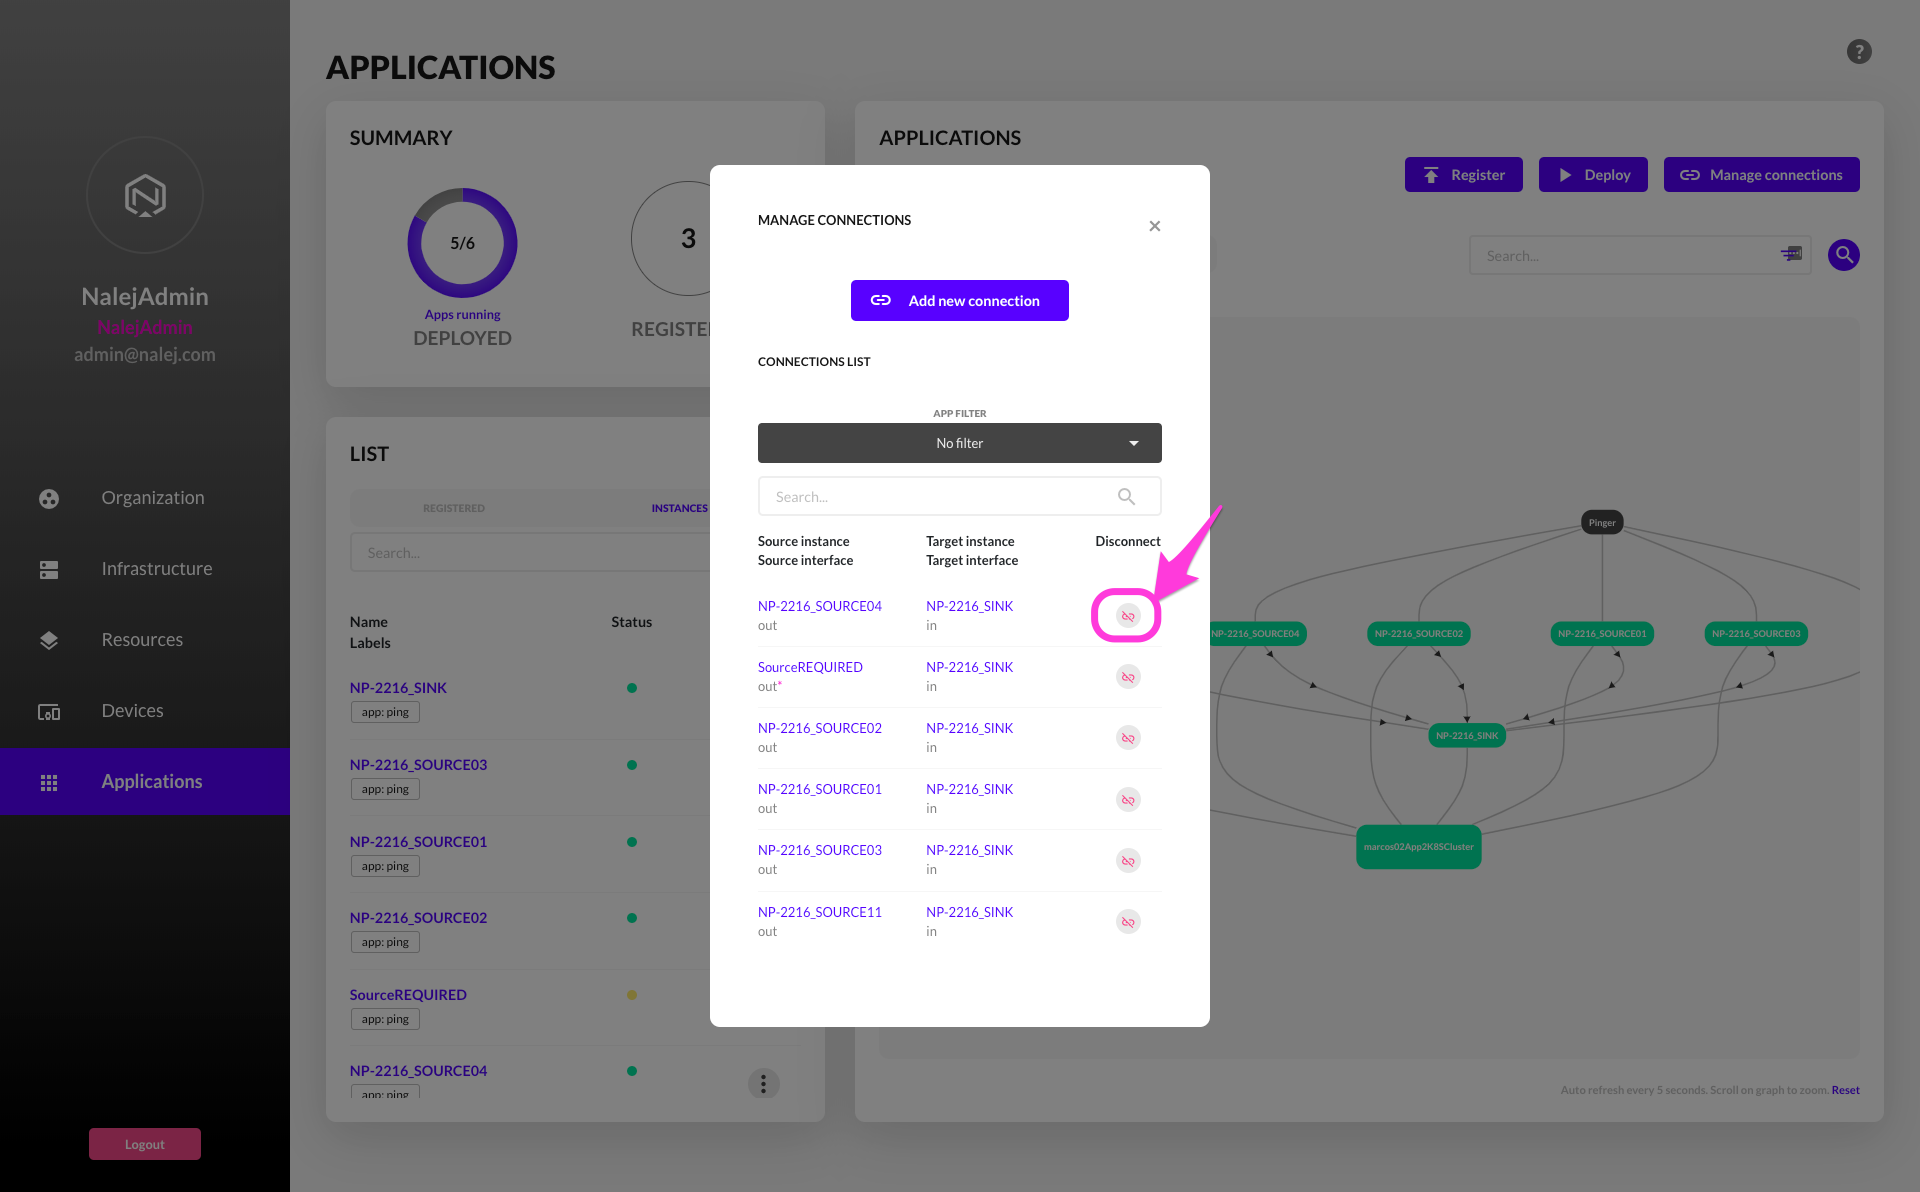 APPLICATIONS
?
NalejAdmin
NalejAdmin
admin@nalej.com
Organization
Infrastructure
Resources
Devices
Applications
Logout
SUMMARY
5/6
Apps running
DEPLOYED
3
REGISTE
LIST
REGISTERED
INSTANCES
Search...
Name
Labels
Status
NP-2216_SINK
app: ping
NP-2216_SOURCE03
app: ping
NP-2216_SOURCE01
app: ping
NP-2216_SOURCE02
app: ping
SourceREQUIRED
app: ping
NP-2216_SOURCE04
app: ping
MANAGE CONNECTIONS
×
Add new connection
CONNECTIONS LIST
APP FILTER
No filter
Search...
Source instance Target instance Disconnect
Source interface Target interface
NP-2216_SOURCE04 NP-2216_SINK
out in
SourceREQUIRED NP-2216_SINK
out* in
NP-2216_SOURCE02 NP-2216_SINK
out in
NP-2216_SOURCE01 NP-2216_SINK
out in
NP-2216_SOURCE03 NP-2216_SINK
out in
NP-2216_SOURCE11 NP-2216_SINK
out in
APPLICATIONS
Register
Deploy
Manage connections
Search...
Pinger
NP-2216_SOURCE04
NP-2216_SOURCE02
NP-2216_SOURCE01
NP-2216_SOURCE03
NP-2216_SINK
marcos02App2K8SCluster
Auto refresh every 5 seconds. Scroll on graph to zoom. Reset